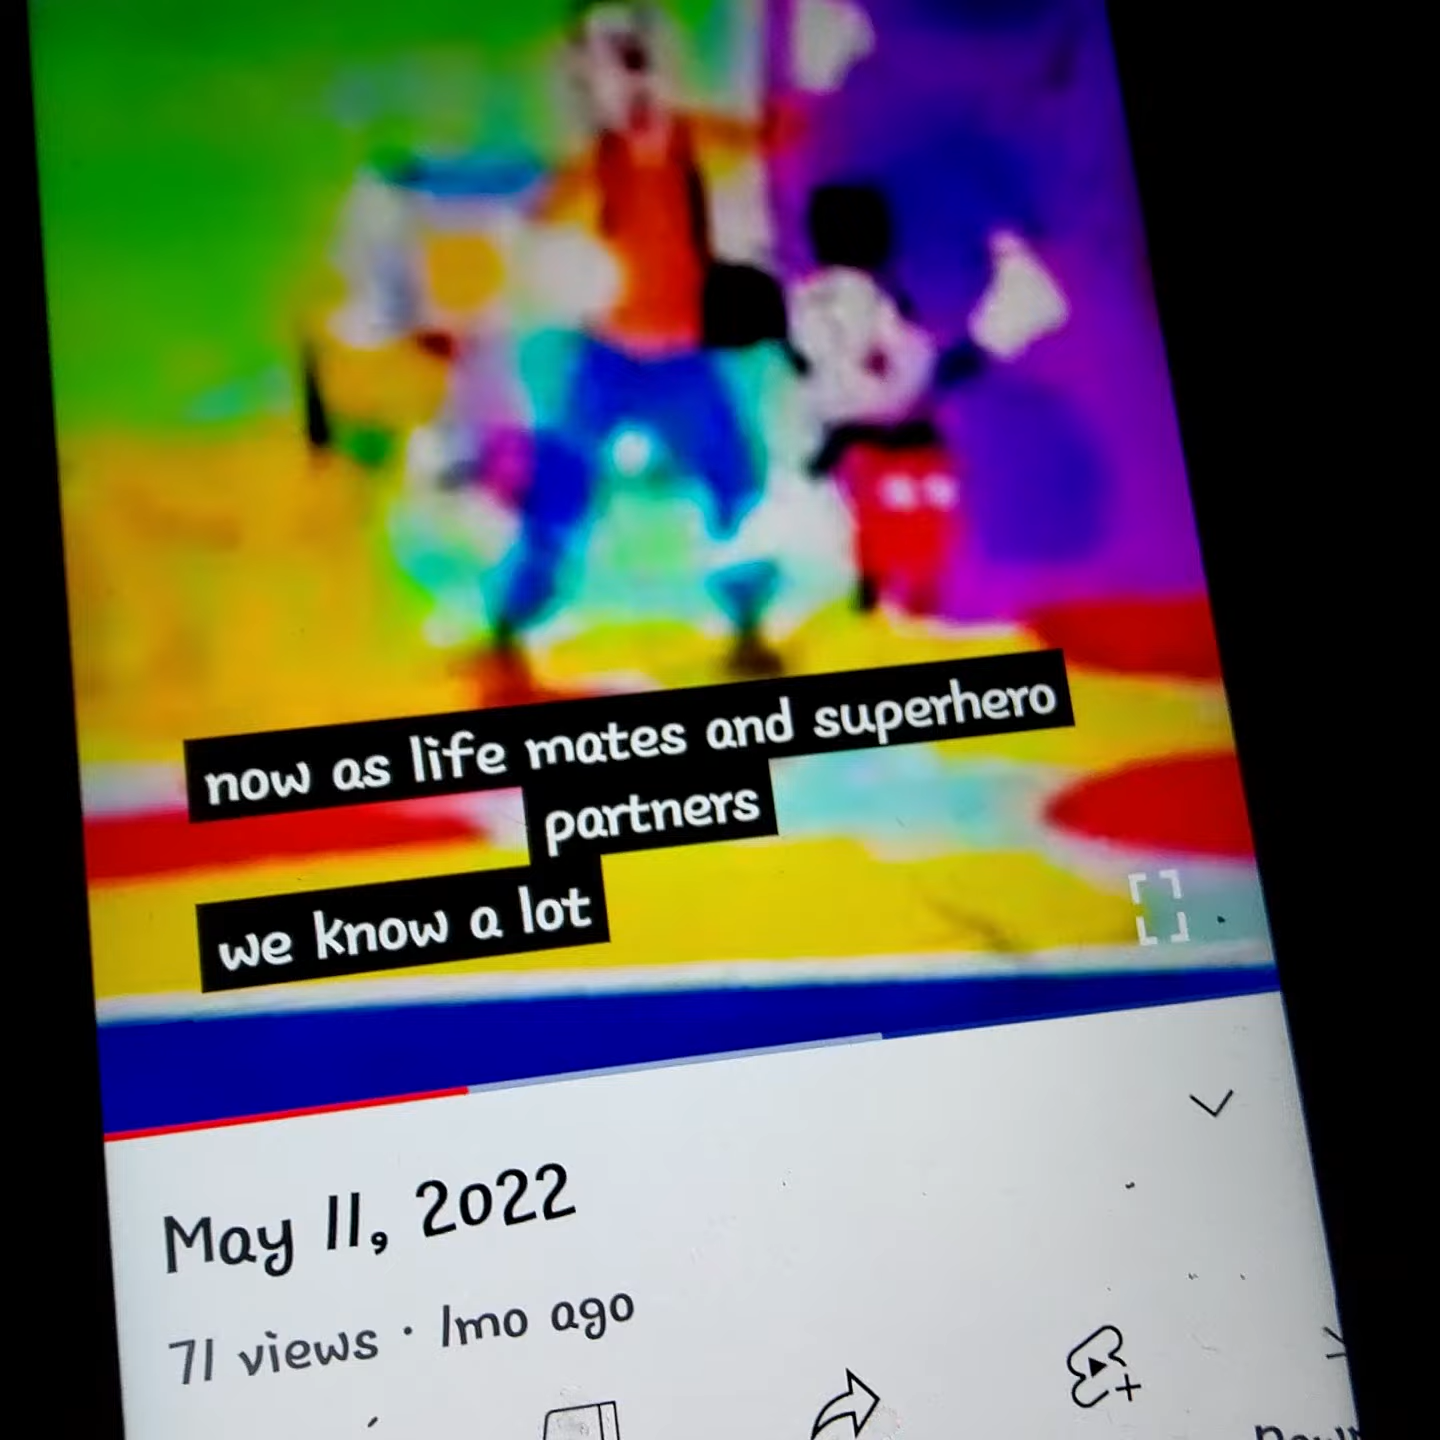 now as life mates and superhero
partners
we know a lot
May 11, 2022
71 views · 1mo ago